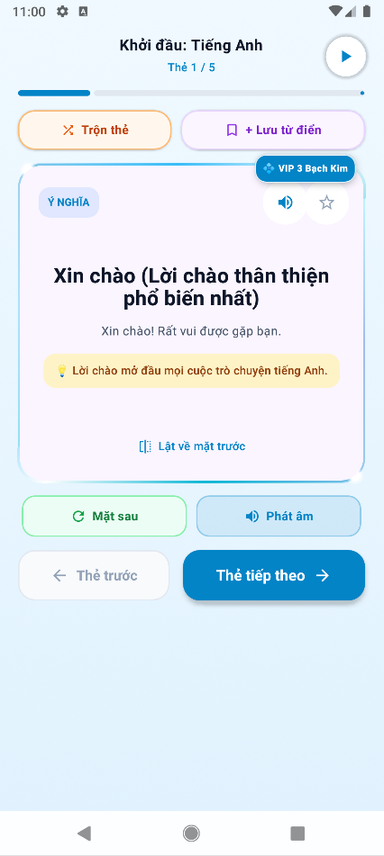 11:00
Khởi đầu: Tiếng Anh
Thẻ 1 / 5
Trộn thẻ
+ Lưu từ điển
VIP 3 Bạch Kim
Ý NGHĨA
Xin chào (Lời chào thân thiện
phổ biến nhất)
Xin chào! Rất vui được gặp bạn.
Lời chào mở đầu mọi cuộc trò chuyện tiếng Anh.
Lật về mặt trước
Mặt sau
Phát âm
Thẻ trước
Thẻ tiếp theo